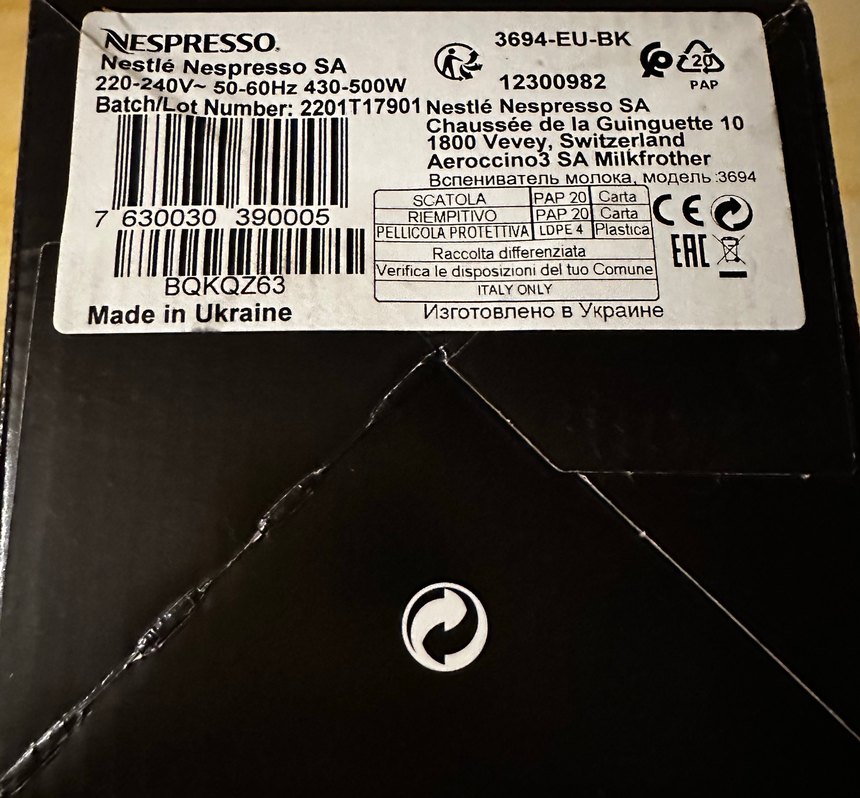 NESPRESSO.
Nestlé Nespresso SA
220-240V~ 50-60Hz 430-500W
Batch/Lot Number: 2201T17901
7 630030 390005
BQKQZ63
Made in Ukraine
3694-EU-BK
12300982
20
PAP
Nestlé Nespresso SA
Chaussée de la Guinguette 10
1800 Vevey, Switzerland
Aeroccino3 SA Milkfrother
Вспениватель молока, модель :3694
SCATOLA PAP 20 Carta
RIEMPITIVO PAP 20 Carta
PELLICOLA PROTETTIVA LDPE 4 Plastica
Raccolta differenziata
Verifica le disposizioni del tuo Comune
ITALY ONLY
CE
EAC
Изготовлено в Украине